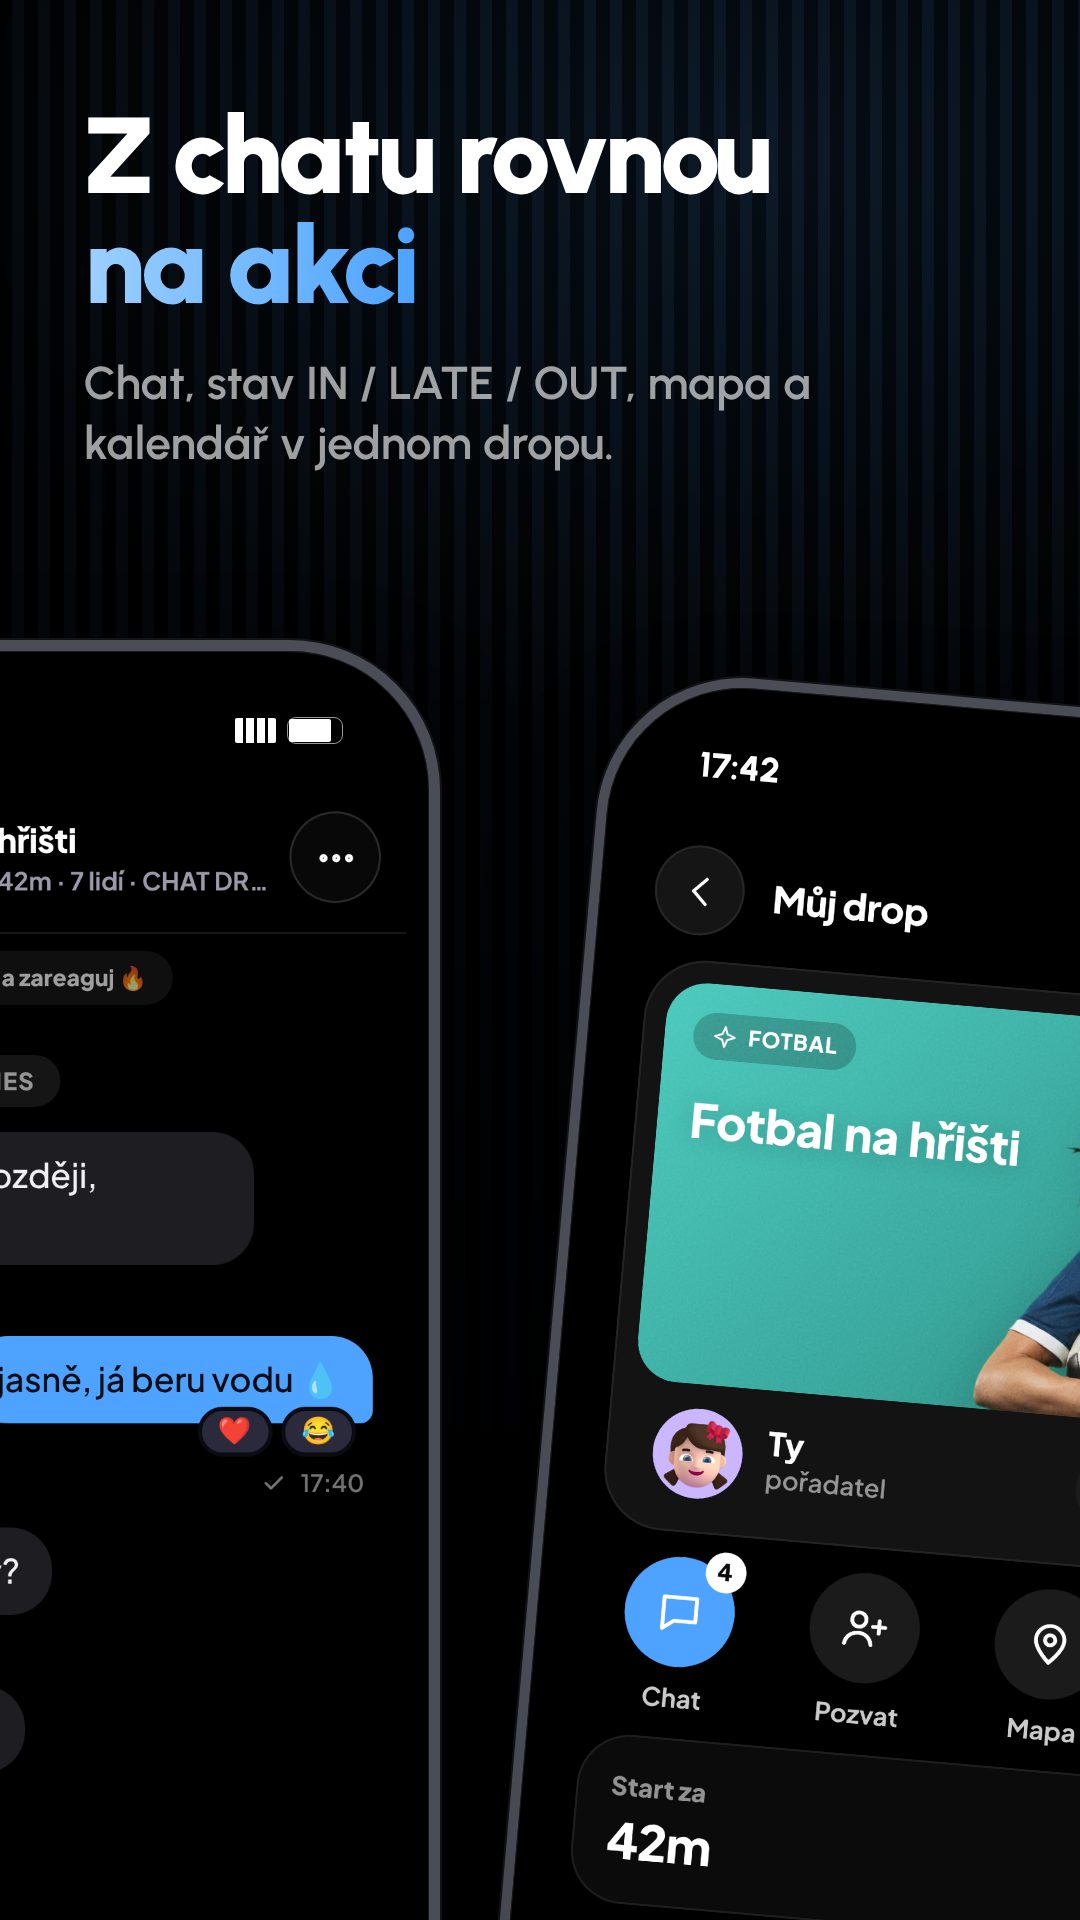 Z chatu rovnou
na akci
Chat, stav IN / LATE / OUT, mapa a
kalendář v jednom dropu.
hřišti
42m · 7 lidí · CHAT DR...
a zareaguj 🔥
jasně, já beru vodu 💧
❤️ 😂
17:40
17:42
Můj drop
FOTBAL
Fotbal na hřišti
Ty
pořadatel
4
Chat
Pozvat
Mapa
Start za
42m